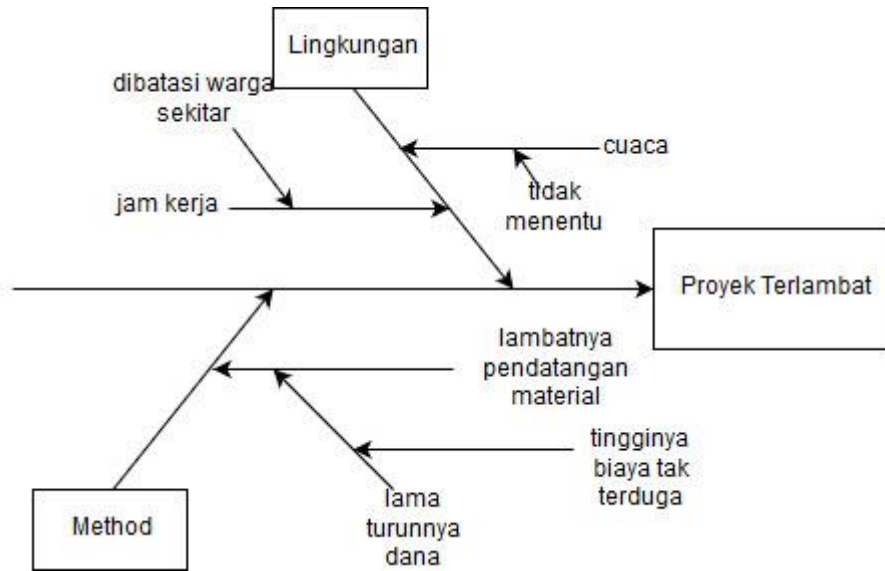 Lingkungan
dibatasi warga
sekitar
cuaca
tidak
menentu
jam kerja
Proyek Terlambat
lambatnya
pendatangan
material
tingginya
biaya tak
terduga
lama
turunnya
dana
Method